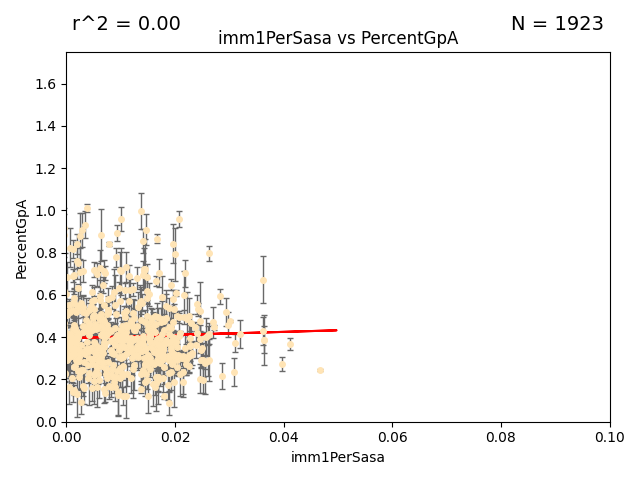 r^2 = 0.00
N = 1923
imm1PerSasa vs PercentGpA
1.6
1.4
1.2
1.0
0.8
0.6
0.4
0.2
0.0
PercentGpA
0.00 0.02 0.04 0.06 0.08 0.10
imm1PerSasa